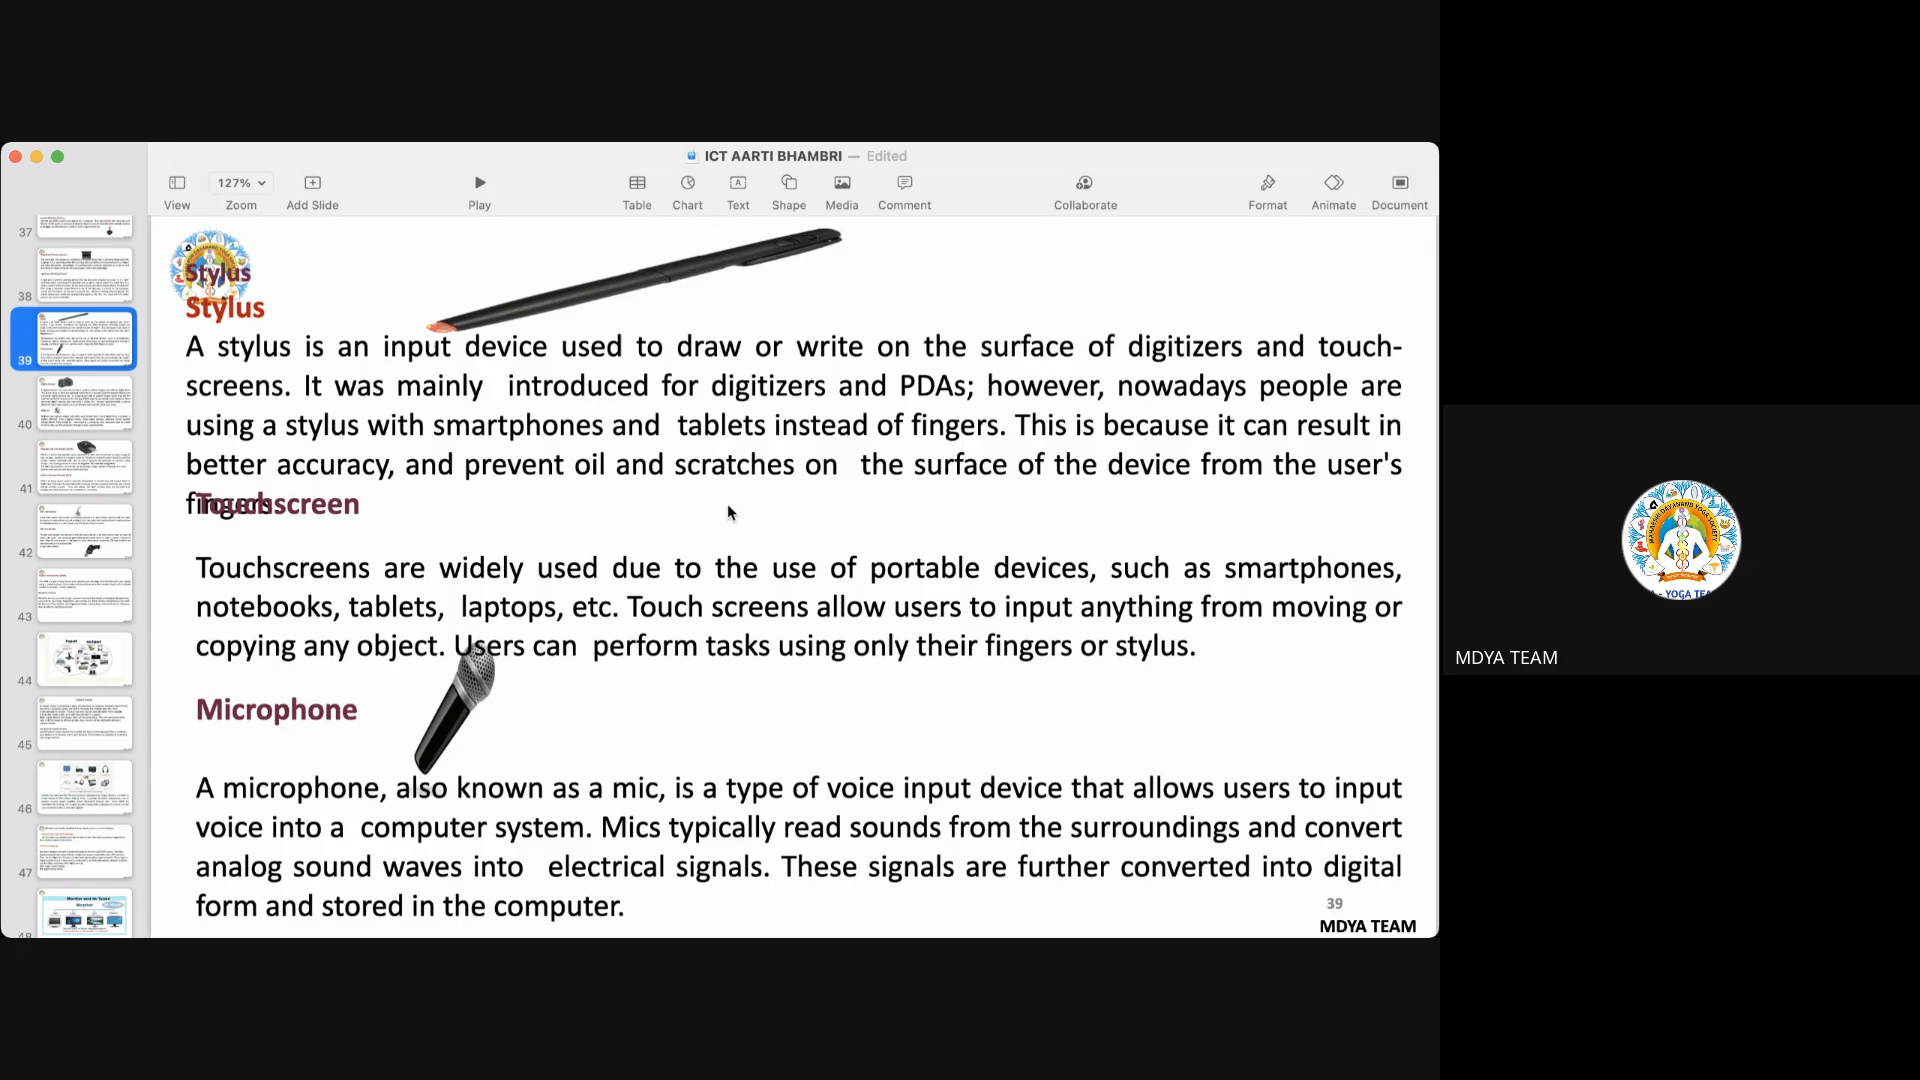 ICT AARTI BHAMBRI — Edited
127%
View Zoom Add Slide Play Table Chart Text Shape Media Comment Collaborate Format Animate Document
37
38
39
40
41
42
43
44
45
46
47
48
Stylus
Stylus
A stylus is an input device used to draw or write on the surface of digitizers and touch-
screens. It was mainly introduced for digitizers and PDAs; however, nowadays people are
using a stylus with smartphones and tablets instead of fingers. This is because it can result in
better accuracy, and prevent oil and scratches on the surface of the device from the user's
fingers.
Touchscreen
Touchscreens are widely used due to the use of portable devices, such as smartphones,
notebooks, tablets, laptops, etc. Touch screens allow users to input anything from moving or
copying any object. Users can perform tasks using only their fingers or stylus.
Microphone
A microphone, also known as a mic, is a type of voice input device that allows users to input
voice into a computer system. Mics typically read sounds from the surroundings and convert
analog sound waves into electrical signals. These signals are further converted into digital
form and stored in the computer.
39
MDYA TEAM
MAHARSHI DAYANAND YOGA SOCIETY
MDYA TEAM